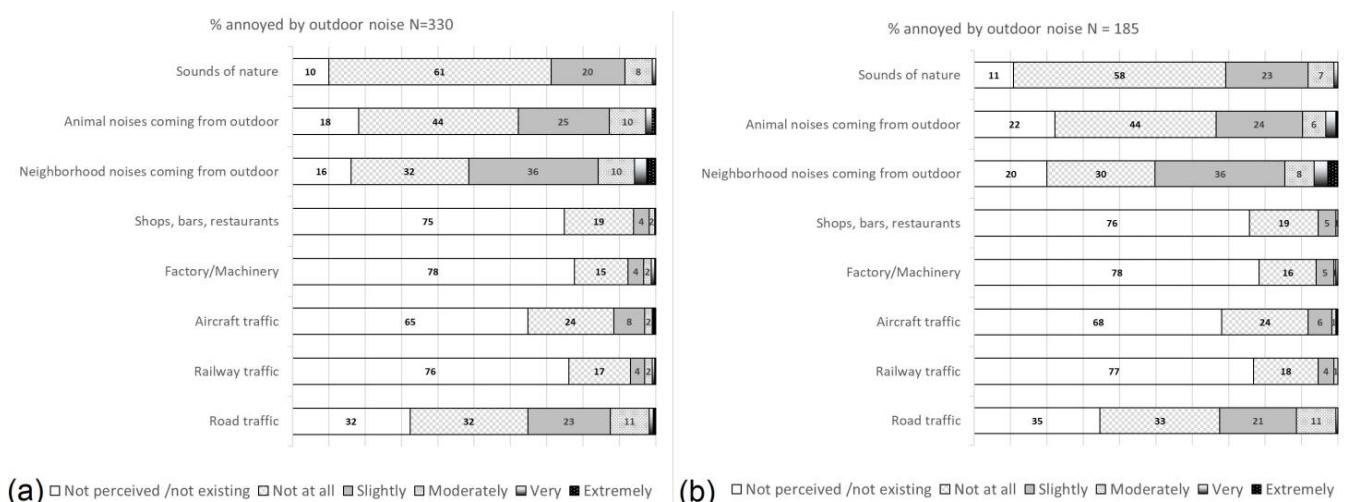 % annoyed by outdoor noise N=330
Sounds of nature 10 61 20 8
Animal noises coming from outdoor 18 44 25 10
Neighborhood noises coming from outdoor 16 32 36 10
Shops, bars, restaurants 75 19 4 2
Factory/Machinery 78 15 4 2
Aircraft traffic 65 24 8 2
Railway traffic 76 17 4 2
Road traffic 32 32 23 11
(a) Not perceived /not existing Not at all Slightly Moderately Very Extremely
% annoyed by outdoor noise N = 185
Sounds of nature 11 58 23 7
Animal noises coming from outdoor 22 44 24 6
Neighborhood noises coming from outdoor 20 30 36 8
Shops, bars, restaurants 76 19 5
Factory/Machinery 78 16 5
Aircraft traffic 68 24 6 1
Railway traffic 77 18 4 1
Road traffic 35 33 21 11
(b) Not perceived /not existing Not at all Slightly Moderately Very Extremely